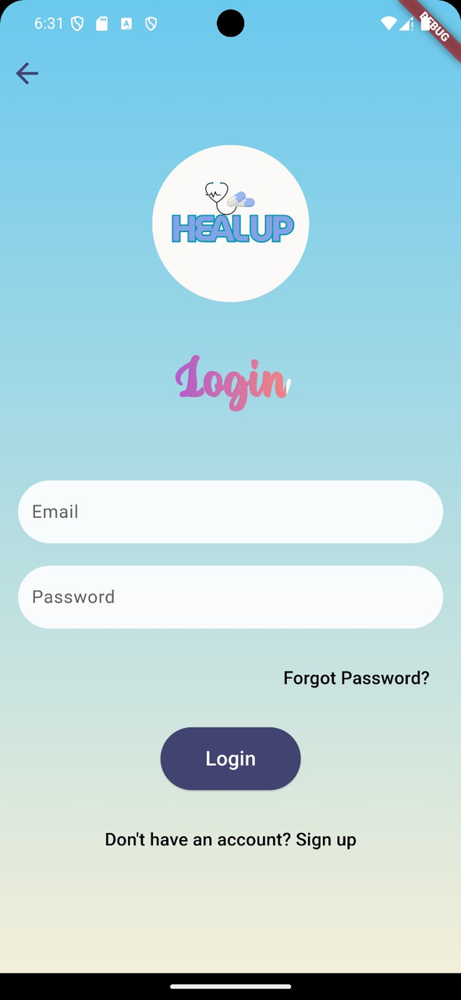 6:31
DEBUG
HEALUP
Login
Email
Password
Forgot Password?
Login
Don't have an account? Sign up